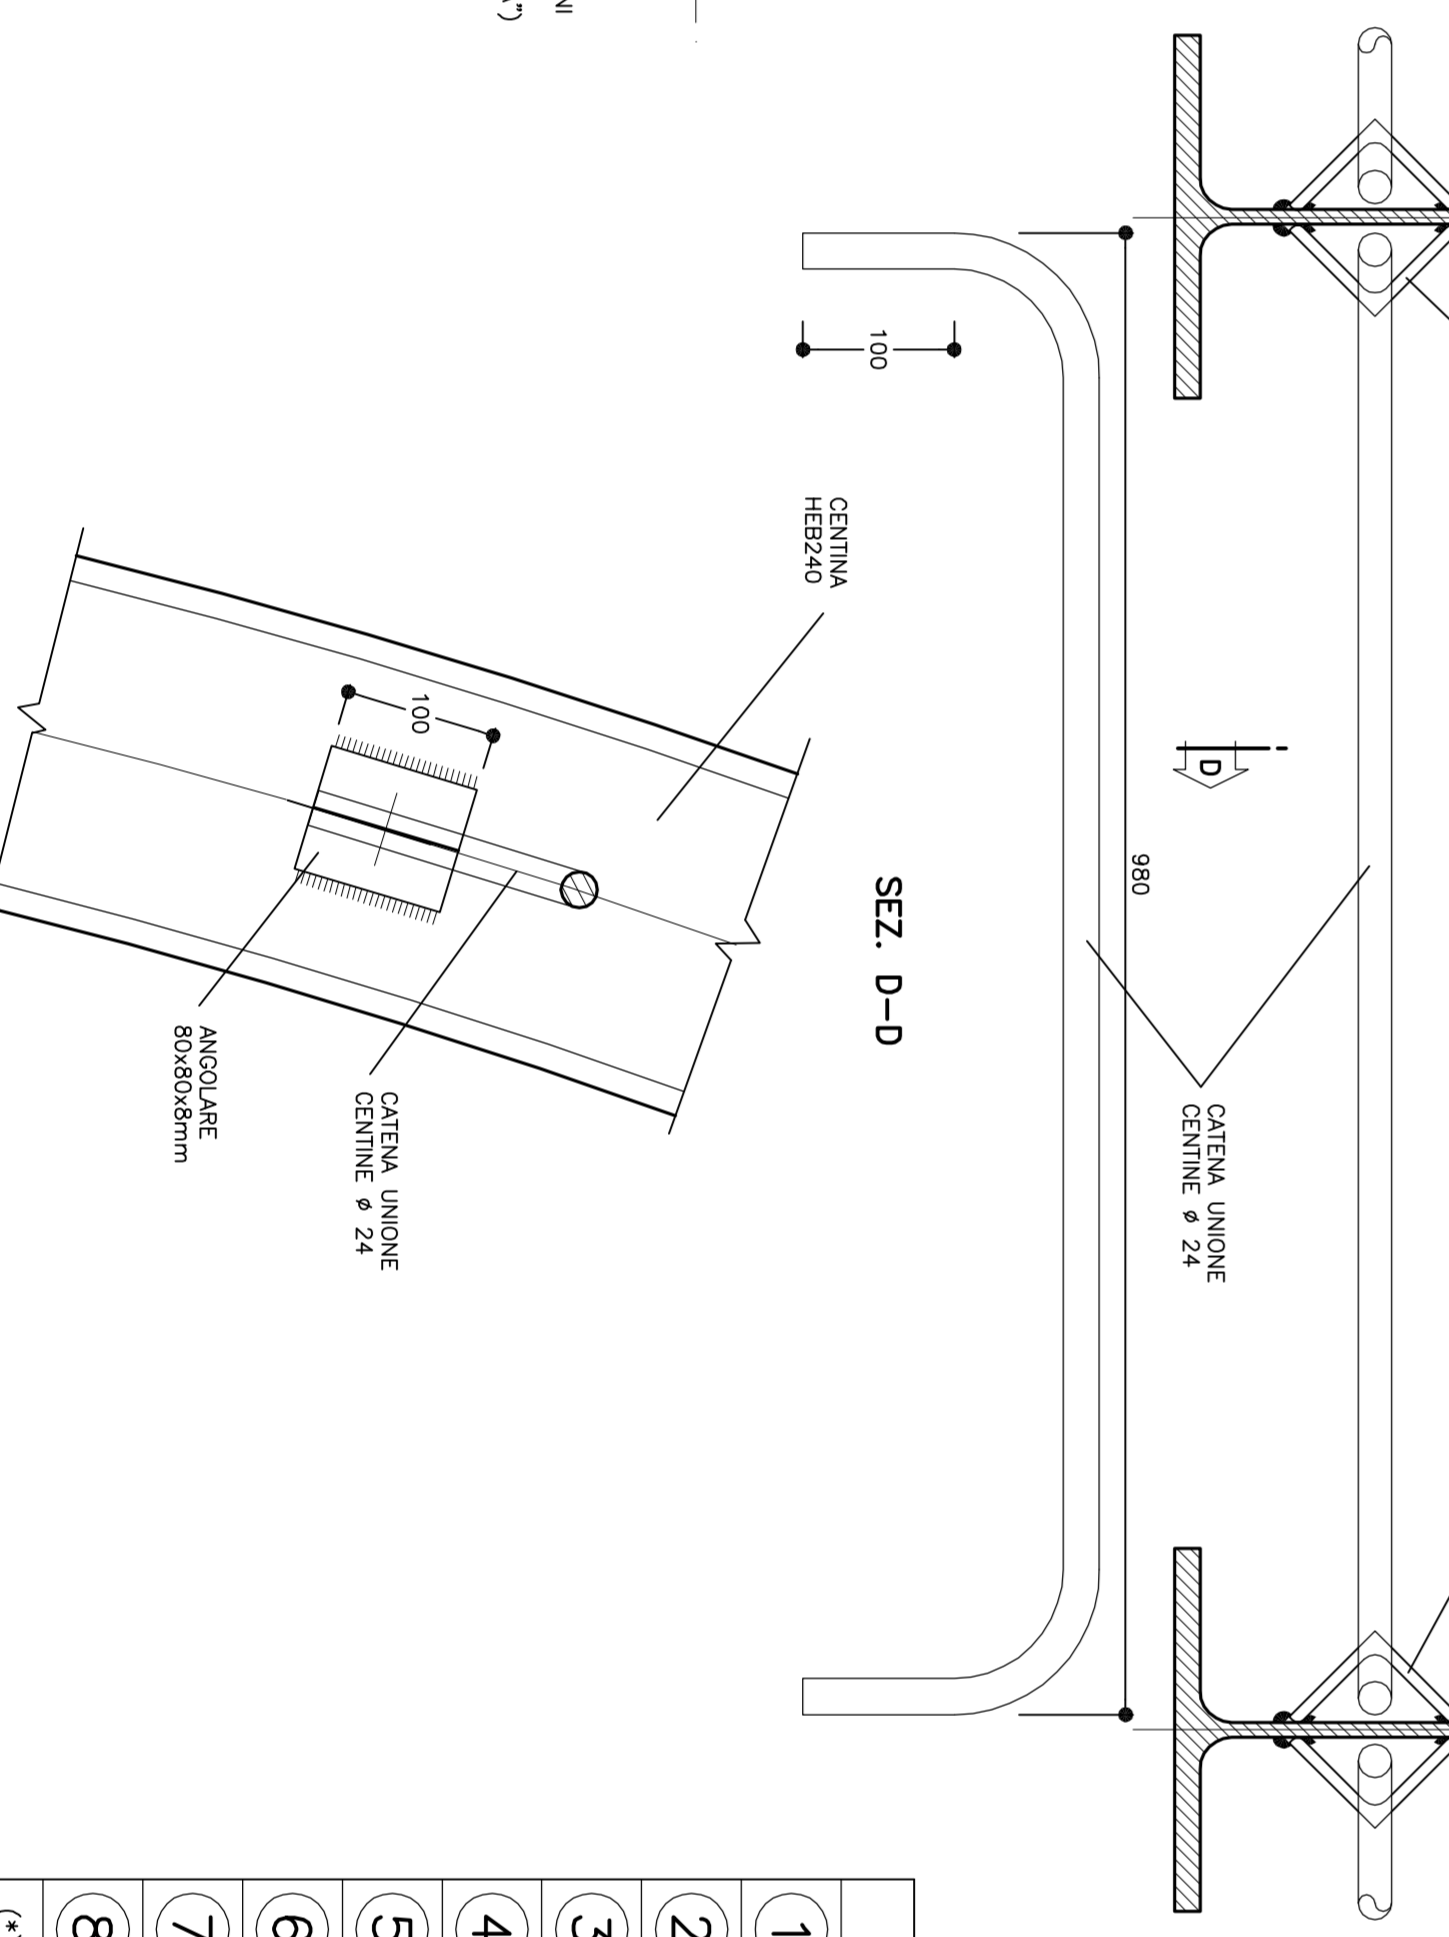 NI
A")
D
980
CATENA UNIONE
CENTINE ø 24
100
SEZ. D-D
CENTINA
HEB240
100
CATENA UNIONE
CENTINE ø 24
ANGOLARE
80x80x8mm
1
2
3
4
5
6
7
8
(*